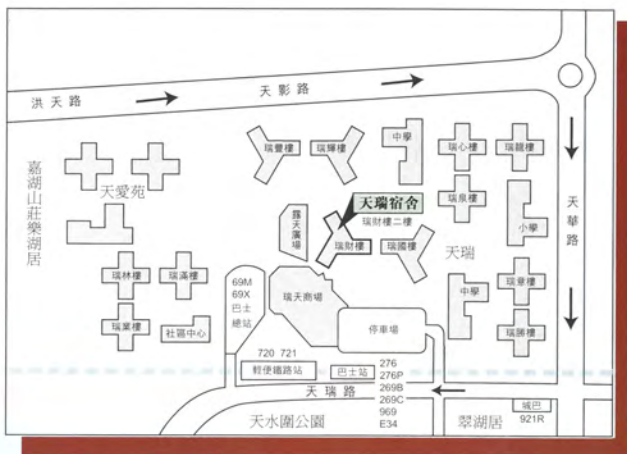 洪天路
天影路
天華路
嘉湖山莊樂湖居
天愛苑
瑞豐樓
瑞輝樓
中學
瑞心樓
瑞龍樓
瑞泉樓
小學
天瑞宿舍
瑞財樓二樓
露天廣場
瑞財樓
瑞國樓
天瑞
瑞林樓
瑞滿樓
69M
69X
巴士
總站
瑞天商場
中學
瑞意樓
瑞業樓
社區中心
停車場
瑞勝樓
720 721
輕便鐵路站
巴士站
276
276P
269B
269C
969
E34
天瑞路
天水圍公園
翠湖居
城巴
921R